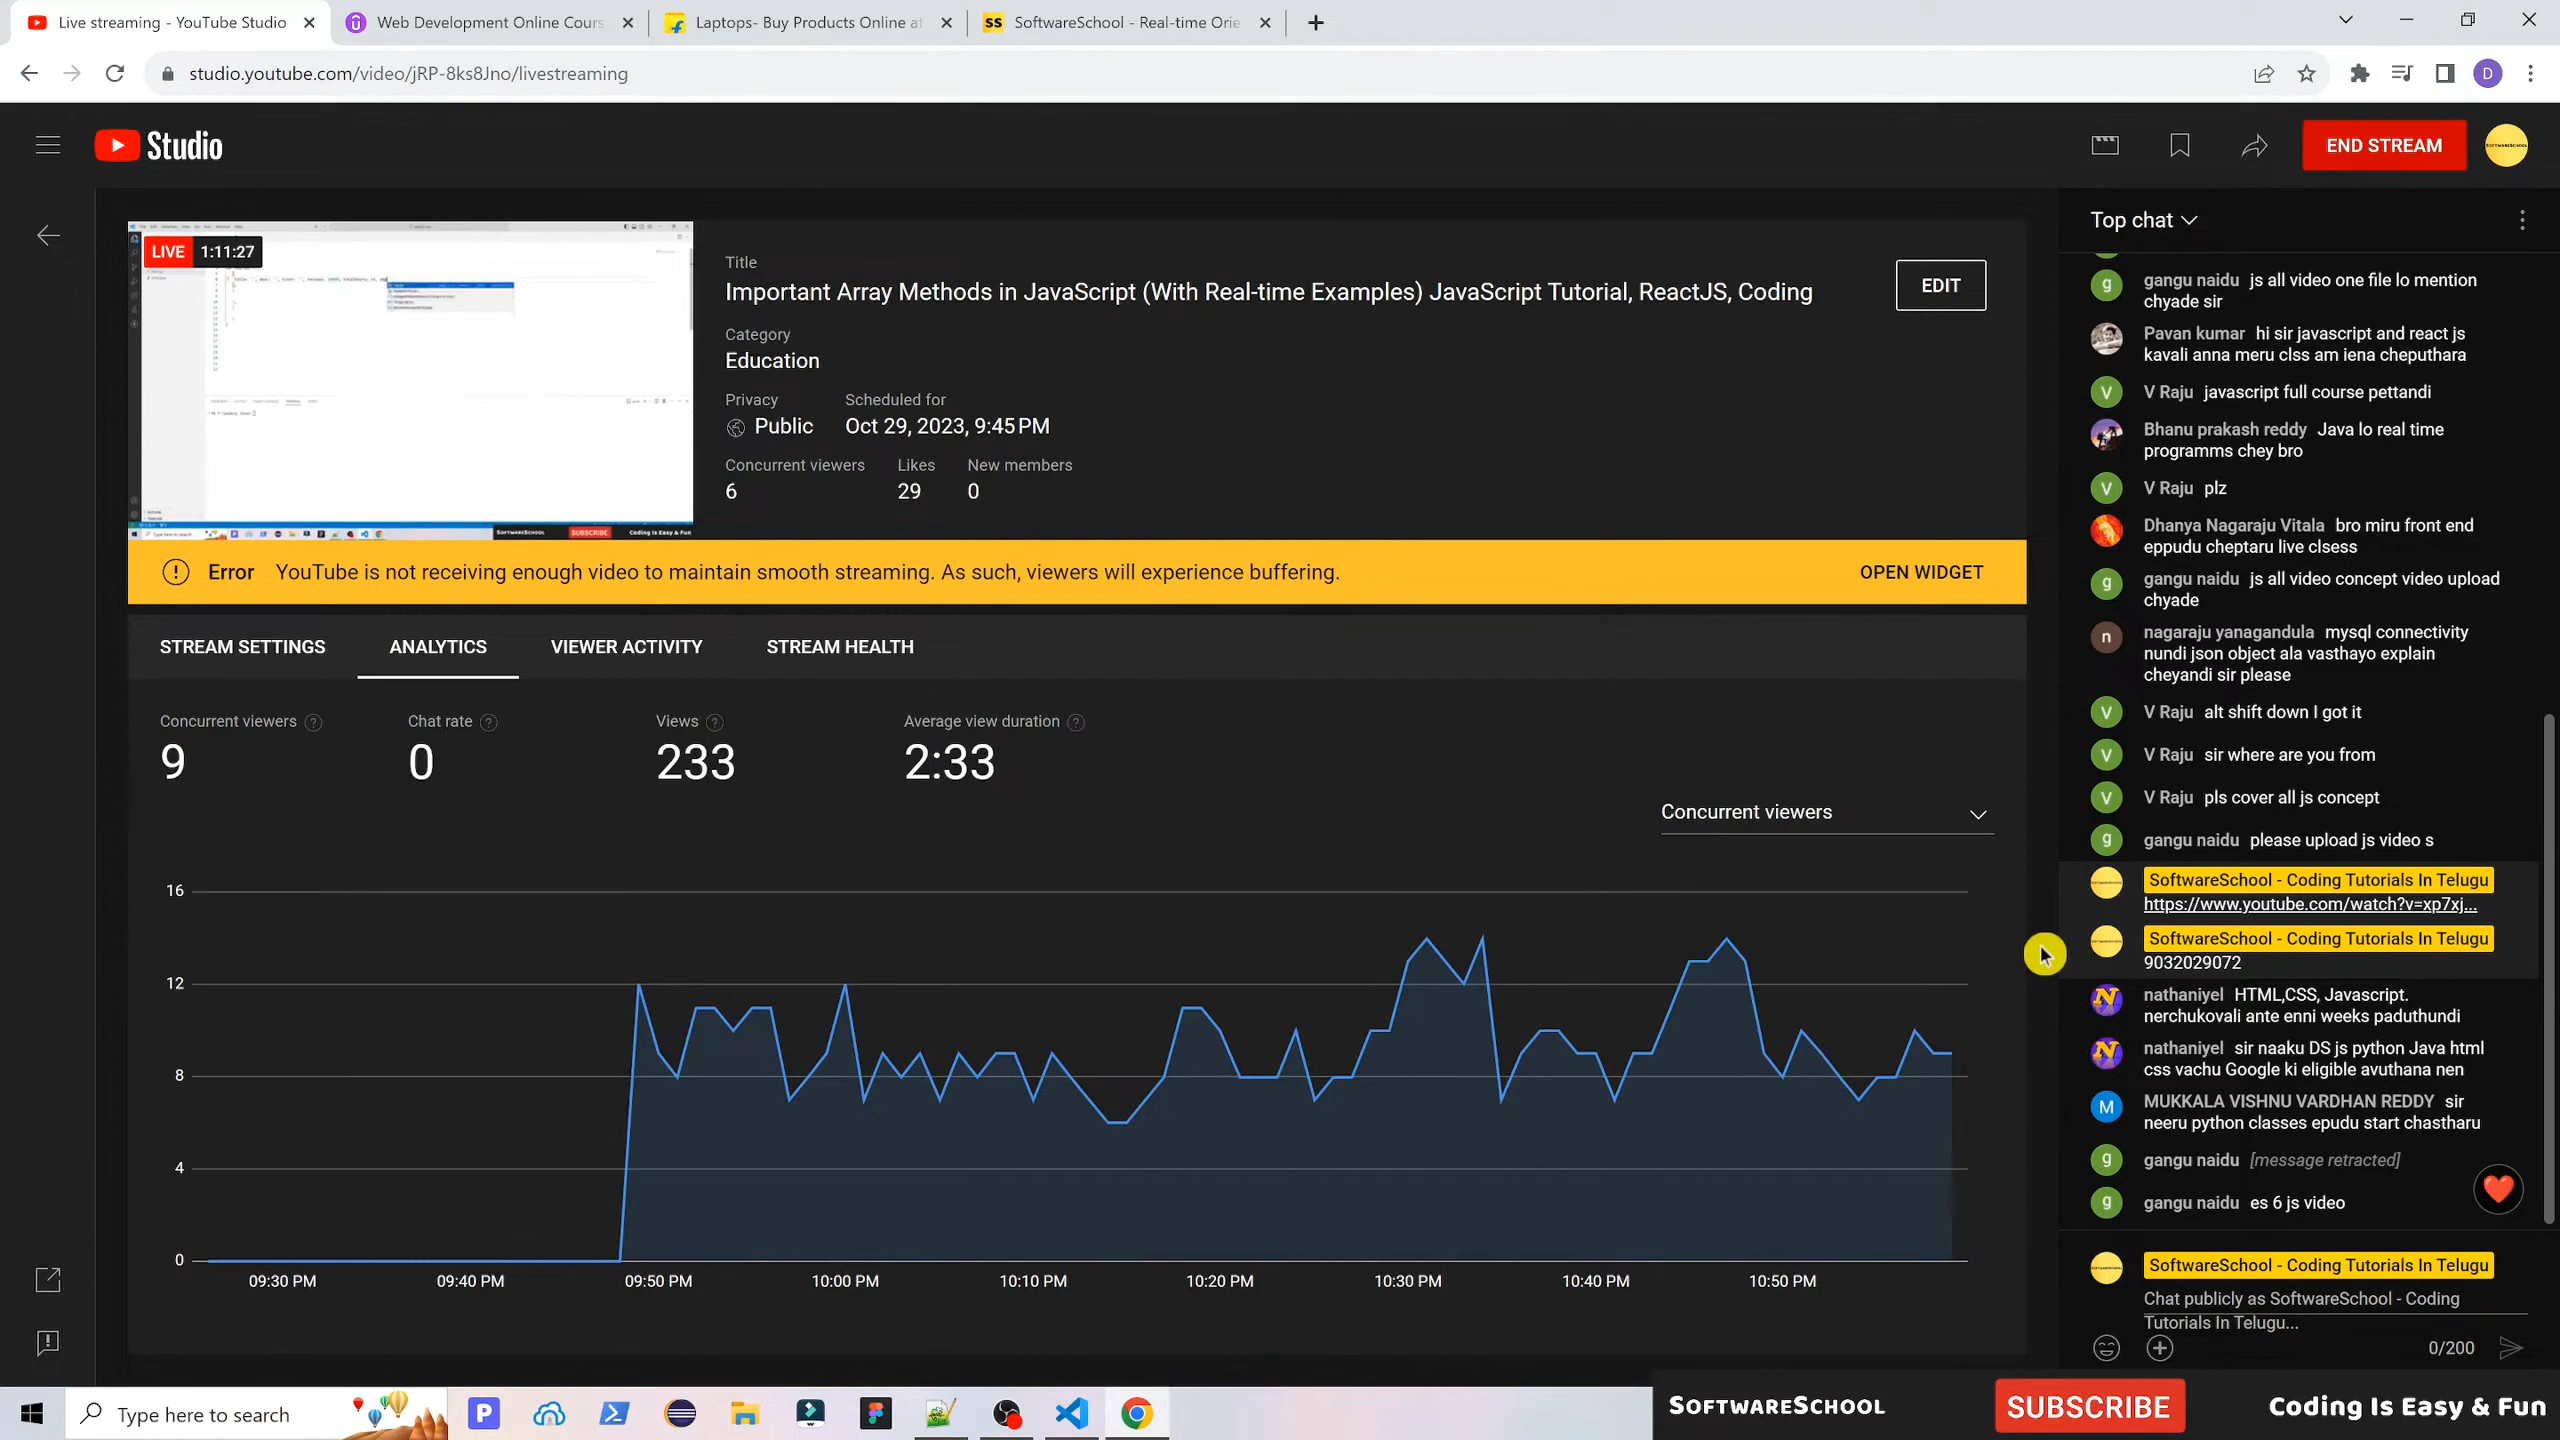 Live streaming - YouTube Studio
Web Development Online Cours
Laptops- Buy Products Online at
SS SoftwareSchool - Real-time Orie
studio.youtube.com/video/jRP-8ks8Jno/livestreaming
D
Studio
END STREAM
LIVE 1:11:27
Title
Important Array Methods in JavaScript (With Real-time Examples) JavaScript Tutorial, ReactJS, Coding
EDIT
Category
Education
Privacy Scheduled for
Public Oct 29, 2023, 9:45 PM
Concurrent viewers Likes New members
6 29 0
SOFTWARESCHOOL SUBSCRIBE Coding Is Easy & Fun
Error YouTube is not receiving enough video to maintain smooth streaming. As such, viewers will experience buffering.
OPEN WIDGET
STREAM SETTINGS ANALYTICS VIEWER ACTIVITY STREAM HEALTH
Concurrent viewers Chat rate Views Average view duration
9 0 233 2:33
Concurrent viewers
16
12
8
4
0
09:30 PM 09:40 PM 09:50 PM 10:00 PM 10:10 PM 10:20 PM 10:30 PM 10:40 PM 10:50 PM
Top chat
gangu naidu js all video one file lo mention
chyade sir
Pavan kumar hi sir javascript and react js
kavali anna meru clss am iena cheputhara
V Raju javascript full course pettandi
Bhanu prakash reddy Java lo real time
programms chey bro
V Raju plz
Dhanya Nagaraju Vitala bro miru front end
eppudu cheptaru live clsess
gangu naidu js all video concept video upload
chyade
nagaraju yanagandula mysql connectivity
nundi json object ala vasthayo explain
cheyandi sir please
V Raju alt shift down I got it
V Raju sir where are you from
V Raju pls cover all js concept
gangu naidu please upload js video s
SoftwareSchool - Coding Tutorials In Telugu
https://www.youtube.com/watch?v=xp7xj...
SoftwareSchool - Coding Tutorials In Telugu
9032029072
nathaniyel HTML,CSS, Javascript.
nerchukovali ante enni weeks paduthundi
nathaniyel sir naaku DS js python Java html
css vachu Google ki eligible avuthana nen
MUKKALA VISHNU VARDHAN REDDY sir
neeru python classes epudu start chastharu
gangu naidu [message retracted]
gangu naidu es 6 js video
SoftwareSchool - Coding Tutorials In Telugu
Chat publicly as SoftwareSchool - Coding
Tutorials In Telugu...
0/200
Type here to search
SOFTWARESCHOOL
SUBSCRIBE
Coding Is Easy & Fun